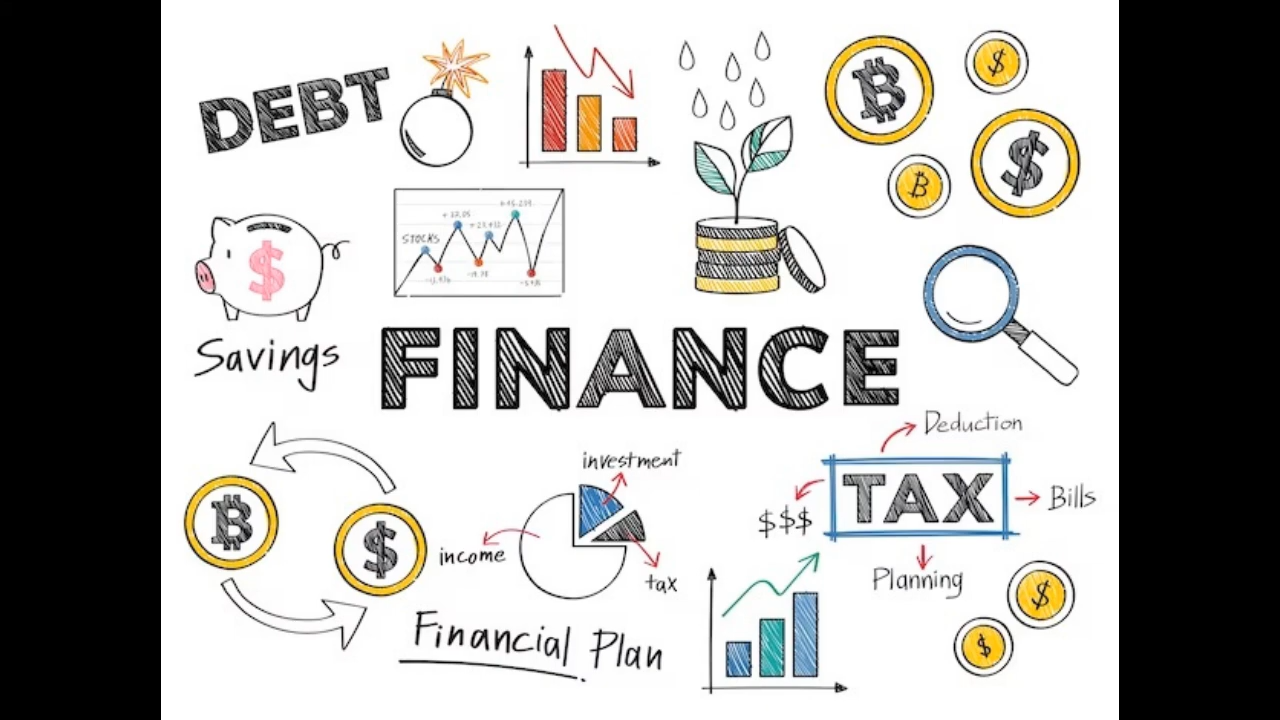 DEBT
$
$
STOCKS
$
Savings
FINANCE
Deduction
TAX
$$$
Bills
Planning
investment
income
tax
$
$
$
Financial Plan